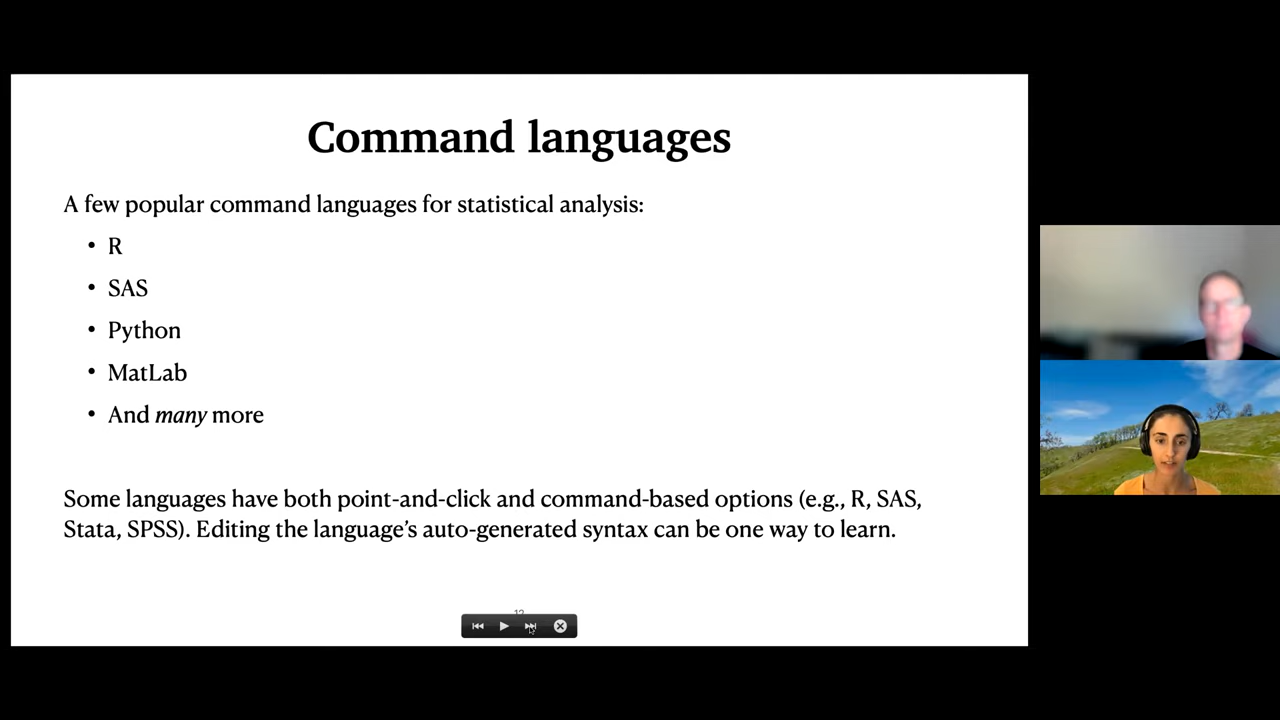 Command languages
A few popular command languages for statistical analysis:
• R
• SAS
• Python
• MatLab
• And many more
Some languages have both point-and-click and command-based options (e.g., R, SAS,
Stata, SPSS). Editing the language’s auto-generated syntax can be one way to learn.
12